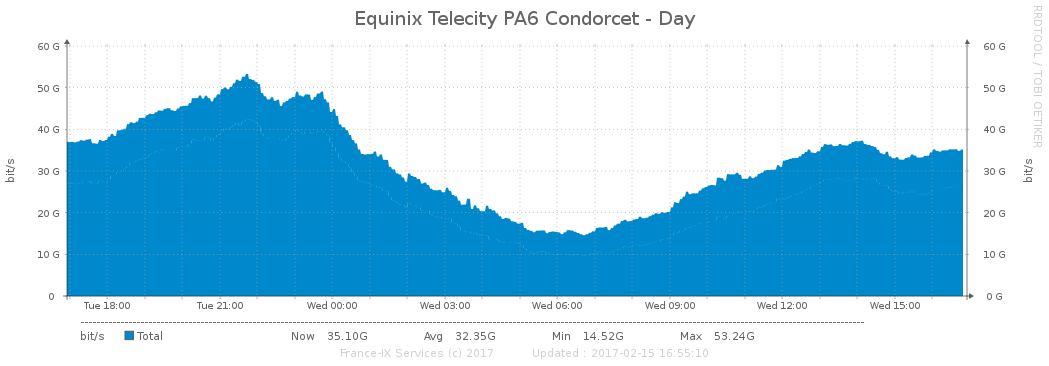 Equinix Telecity PA6 Condorcet - Day
RRDTOOL / TOBI OETIKER
bit/s
bit/s
60 G 60 G
50 G 50 G
40 G 40 G
30 G 30 G
20 G 20 G
10 G 10 G
0 0 G
Tue 18:00 Tue 21:00 Wed 00:00 Wed 03:00 Wed 06:00 Wed 09:00 Wed 12:00 Wed 15:00
bit/s Total Now 35.10G Avg 32.35G Min 14.52G Max 53.24G
France-IX Services (c) 2017 Updated : 2017-02-15 16:55:10